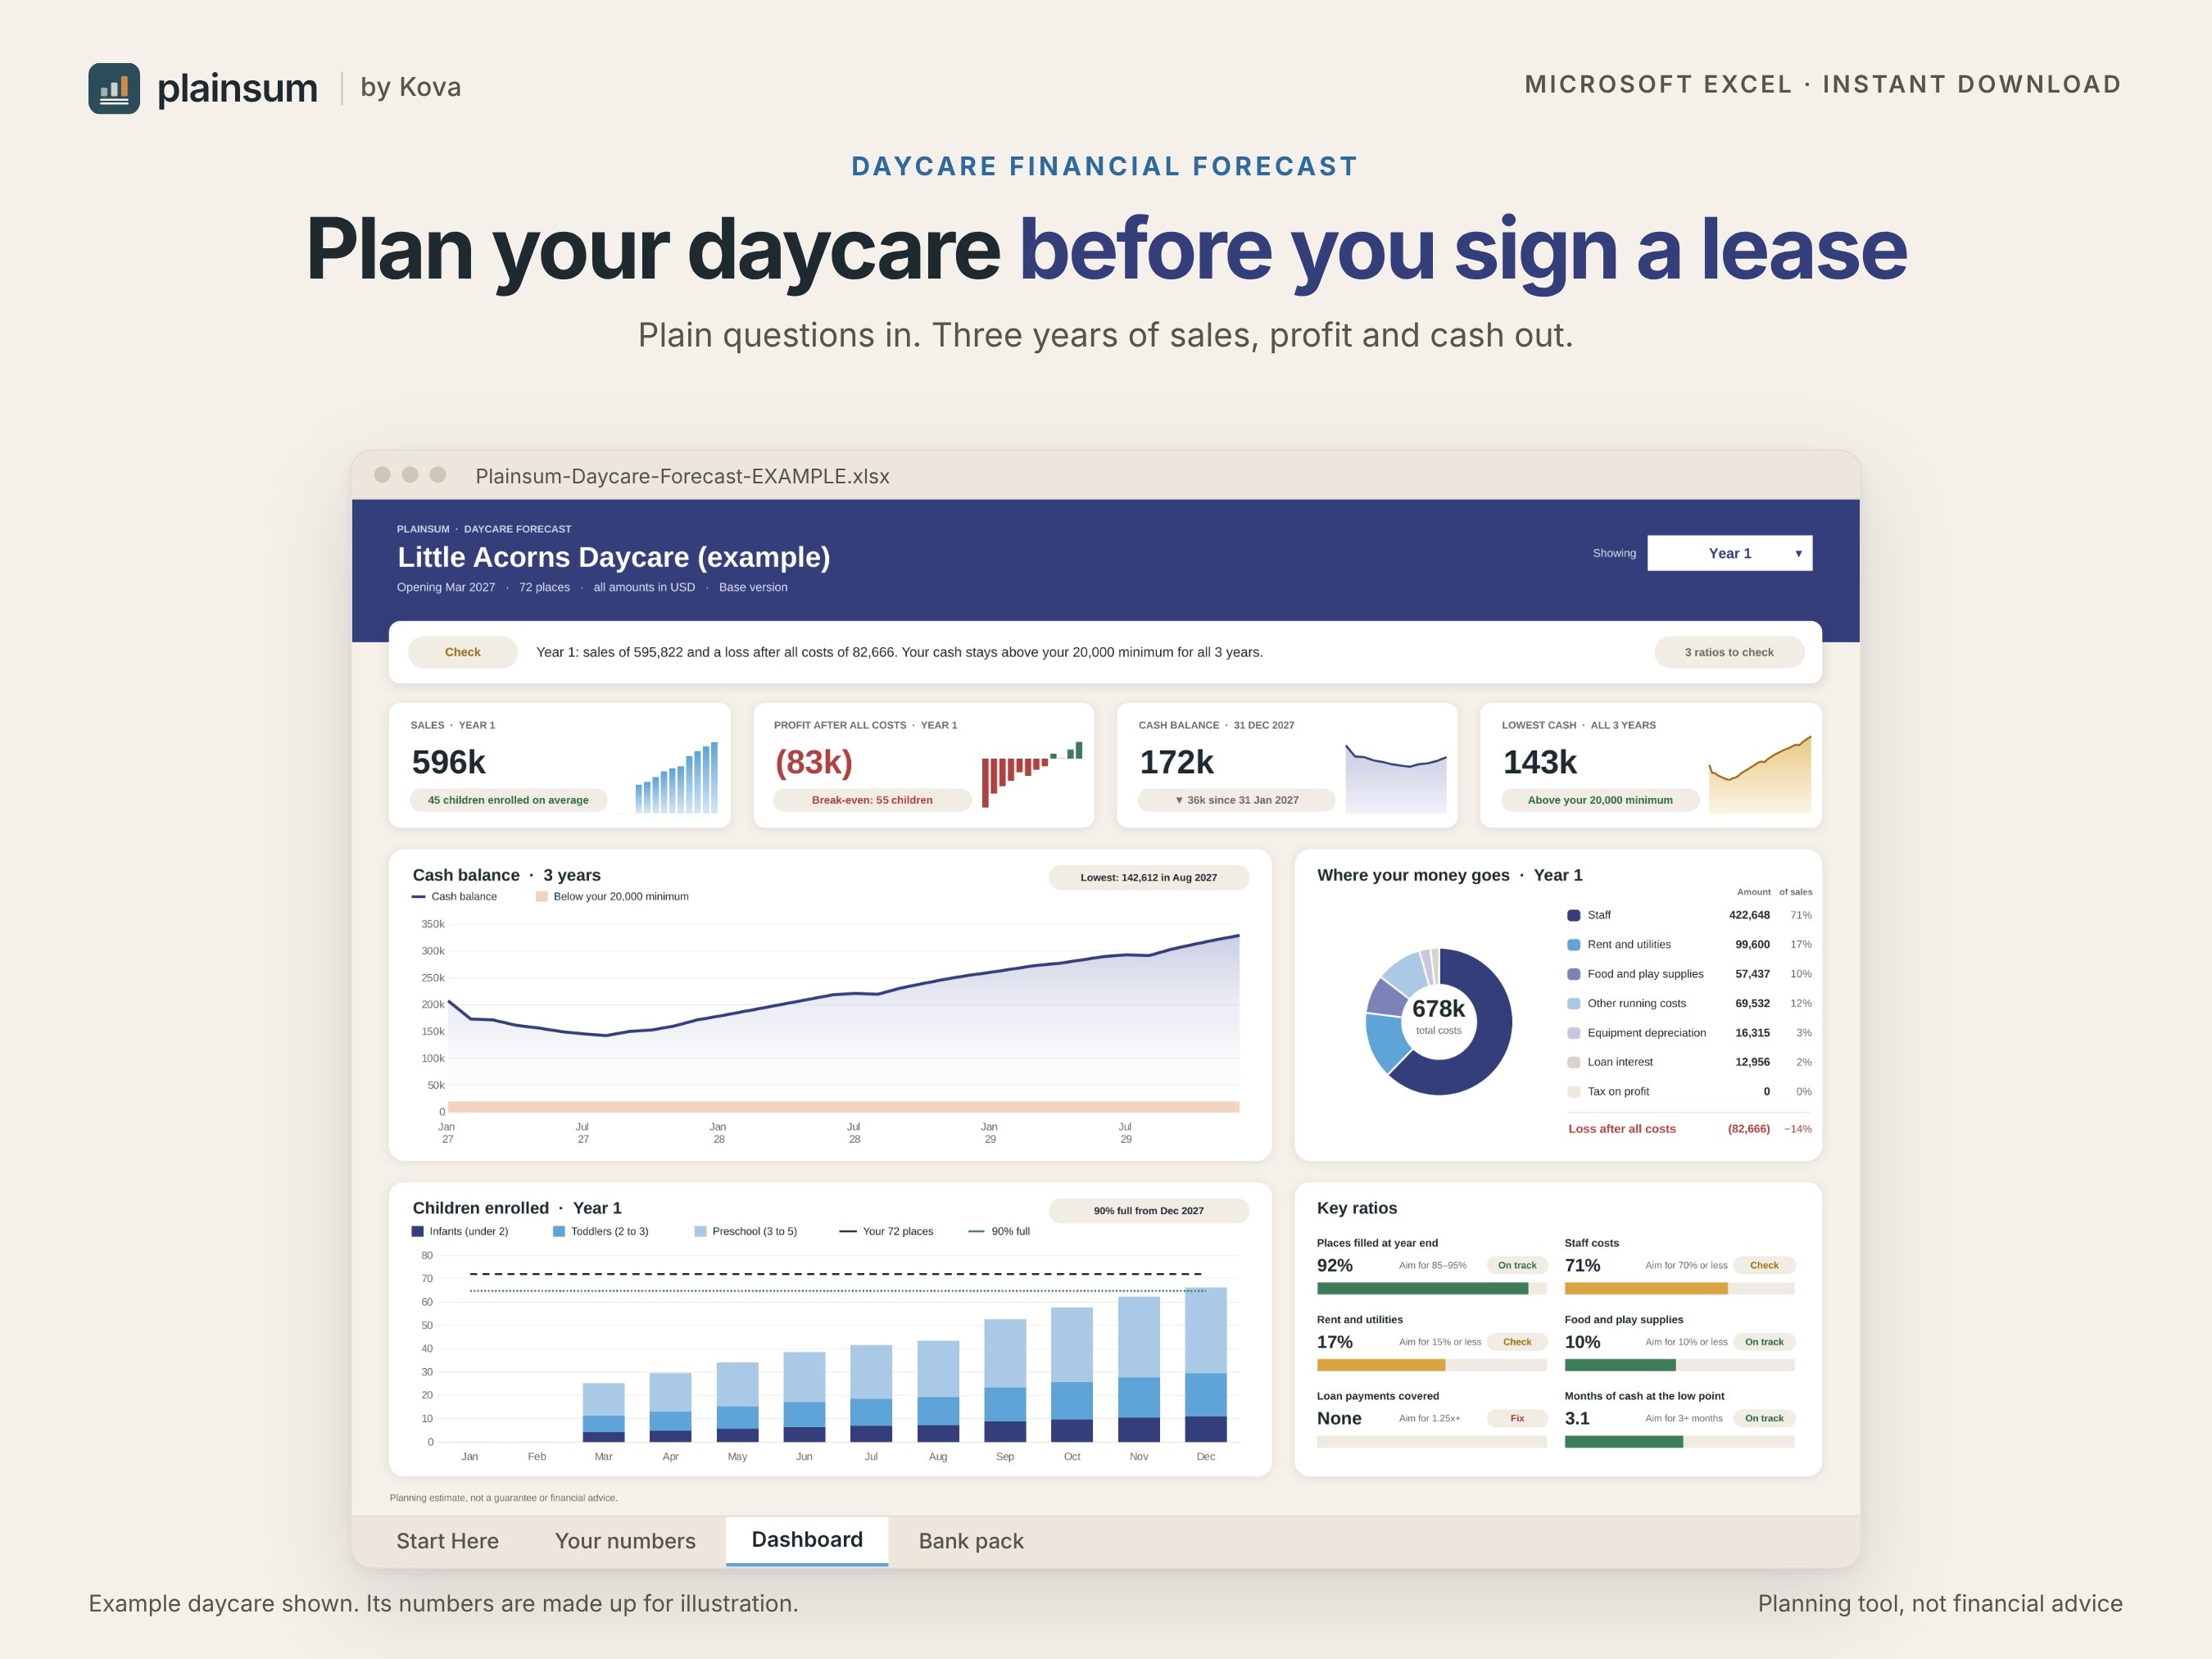 plainsum | by Kova
MICROSOFT EXCEL · INSTANT DOWNLOAD
DAYCARE FINANCIAL FORECAST
Plan your daycare before you sign a lease
Plain questions in. Three years of sales, profit and cash out.
Plainsum-Daycare-Forecast-EXAMPLE.xlsx
PLAINSUM · DAYCARE FORECAST
Little Acorns Daycare (example)
Opening Mar 2027 · 72 places · all amounts in USD · Base version
Showing
Year 1 ▼
Check
Year 1: sales of 595,822 and a loss after all costs of 82,666. Your cash stays above your 20,000 minimum for all 3 years.
3 ratios to check
SALES · YEAR 1
596k
45 children enrolled on average
PROFIT AFTER ALL COSTS · YEAR 1
(83k)
Break-even: 55 children
CASH BALANCE · 31 DEC 2027
172k
▼ 36k since 31 Jan 2027
LOWEST CASH · ALL 3 YEARS
143k
Above your 20,000 minimum
Cash balance · 3 years
Lowest: 142,612 in Aug 2027
Cash balance
Below your 20,000 minimum
350k
300k
250k
200k
150k
100k
50k
0
Jan 27
Jul 27
Jan 28
Jul 28
Jan 29
Jul 29
Where your money goes · Year 1
Amount of sales
678k
total costs
Staff 422,648 71%
Rent and utilities 99,600 17%
Food and play supplies 57,437 10%
Other running costs 69,532 12%
Equipment depreciation 16,315 3%
Loan interest 12,956 2%
Tax on profit 0 0%
Loss after all costs (82,666) −14%
Children enrolled · Year 1
90% full from Dec 2027
Infants (under 2)
Toddlers (2 to 3)
Preschool (3 to 5)
Your 72 places
90% full
80
70
60
50
40
30
20
10
0
Jan Feb Mar Apr May Jun Jul Aug Sep Oct Nov Dec
Key ratios
Places filled at year end
92% Aim for 85–95% On track
Staff costs
71% Aim for 70% or less Check
Rent and utilities
17% Aim for 15% or less Check
Food and play supplies
10% Aim for 10% or less On track
Loan payments covered
None Aim for 1.25x+ Fix
Months of cash at the low point
3.1 Aim for 3+ months On track
Planning estimate, not a guarantee or financial advice.
Start Here Your numbers Dashboard Bank pack
Example daycare shown. Its numbers are made up for illustration.
Planning tool, not financial advice